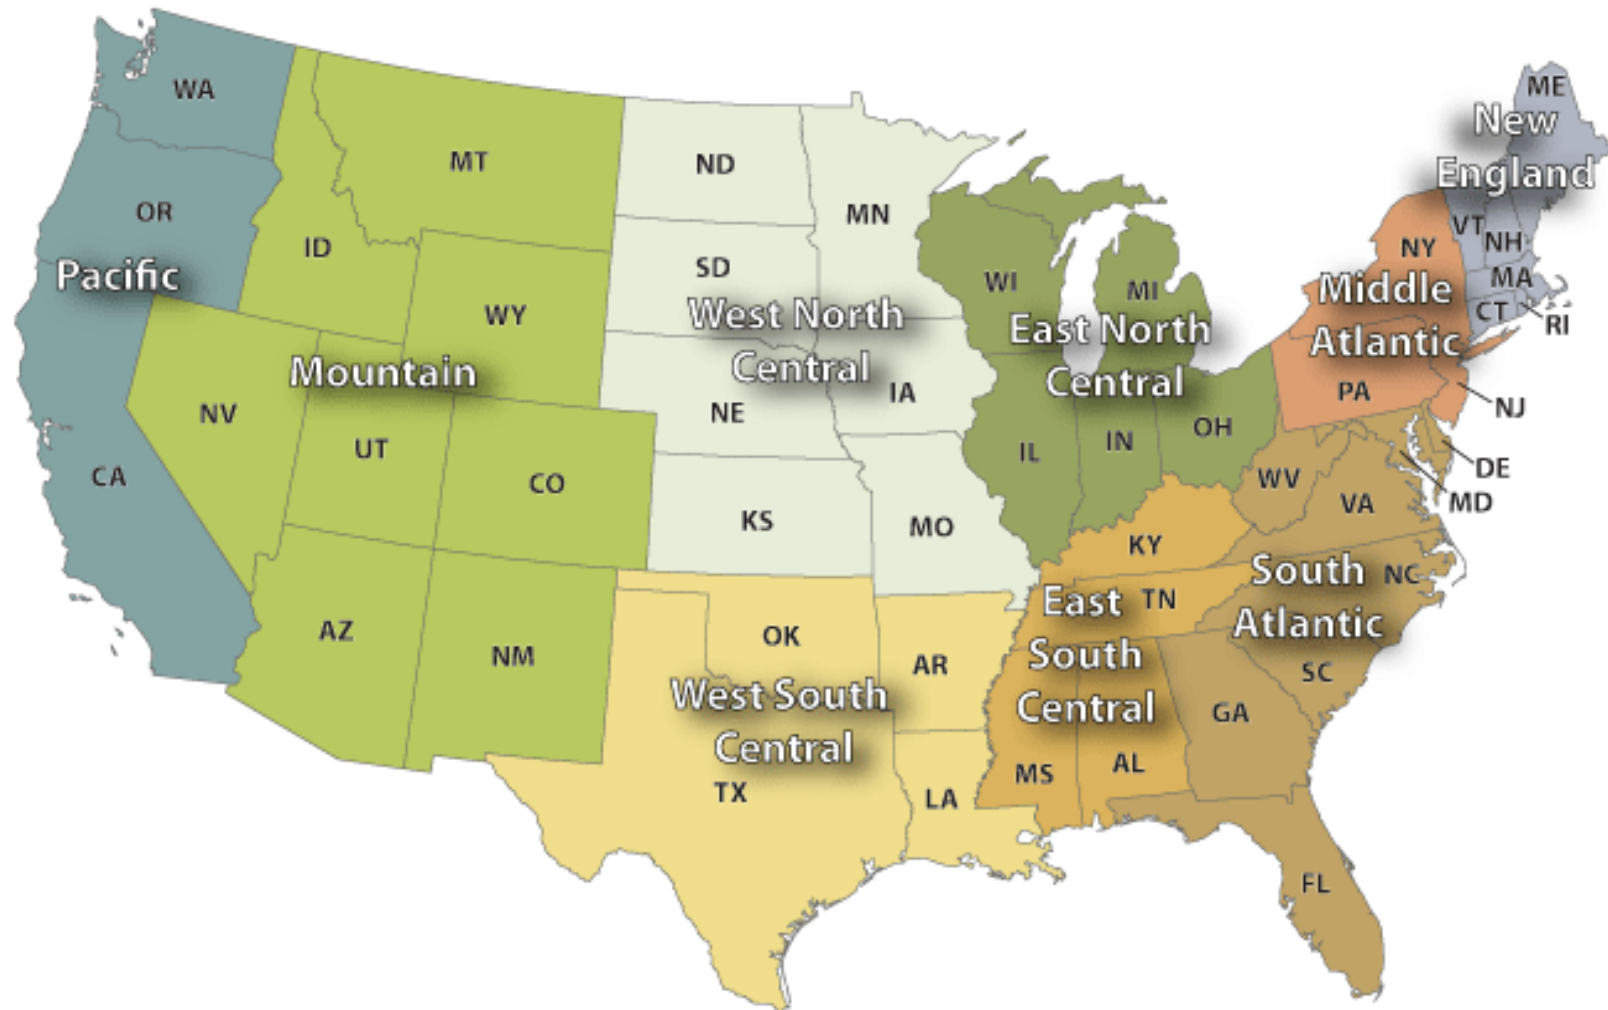 WA
OR
Pacific
CA
MT
ID
WY
Mountain
NV
UT
CO
AZ
NM
ND
MN
SD
West North
Central
NE
IA
KS
MO
OK
AR
West South
Central
TX
LA
WI
MI
East North
Central
IL
IN
OH
KY
TN
East
South
Central
MS
AL
ME
New
England
VT
NH
MA
CT
RI
NY
Middle
Atlantic
PA
NJ
DE
MD
WV
VA
South
Atlantic
NC
SC
GA
FL